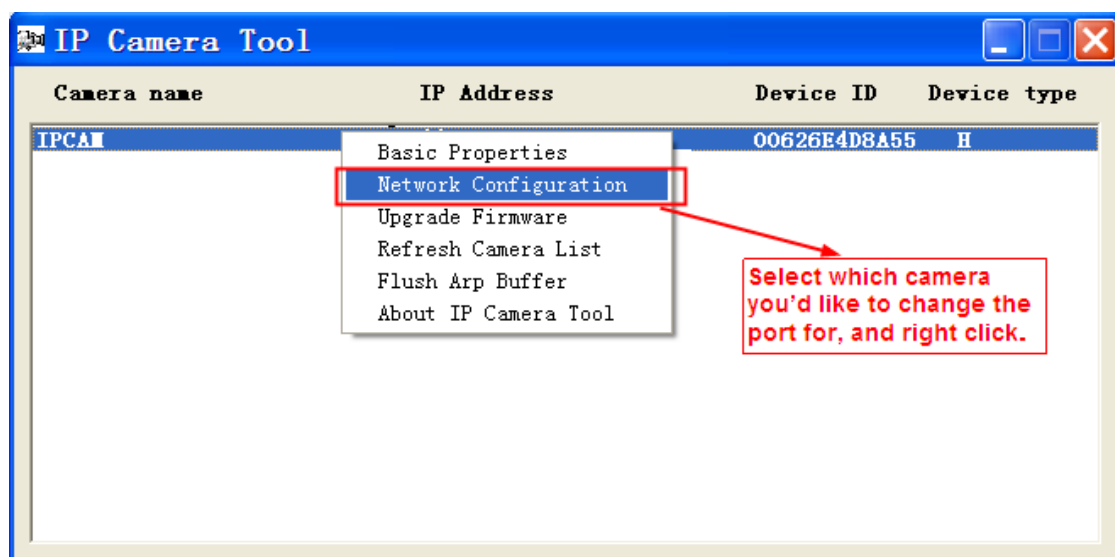 IP Camera Tool
Camera name IP Address Device ID Device type
IPCAM 00626E4D8A55 H
Basic Properties
Network Configuration
Upgrade Firmware
Refresh Camera List
Flush Arp Buffer
About IP Camera Tool
Select which camera
you'd like to change the
port for, and right click.